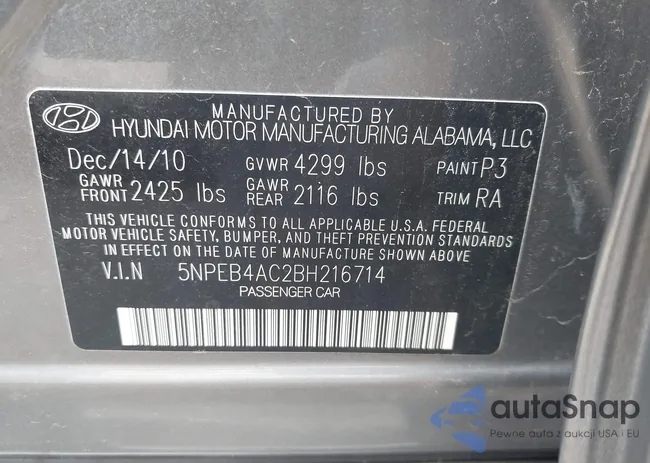 MANUFACTURED BY
HYUNDAI MOTOR MANUFACTURING ALABAMA, LLC
Dec/14/10 GVWR 4299 lbs PAINT P3
GAWR FRONT 2425 lbs GAWR REAR 2116 lbs TRIM RA
THIS VEHICLE CONFORMS TO ALL APPLICABLE U.S.A. FEDERAL
MOTOR VEHICLE SAFETY, BUMPER, AND THEFT PREVENTION STANDARDS
IN EFFECT ON THE DATE OF MANUFACTURE SHOWN ABOVE.
V.I.N 5NPEB4AC2BH216714
PASSENGER CAR
autaSnap
Pewne auta z aukcji USA i EU